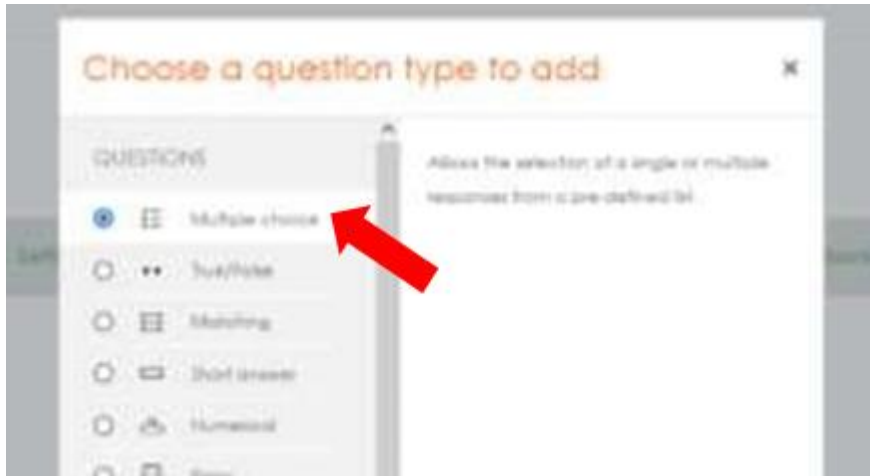 Choose a question type to add
QUESTIONS
Multiple choice
True/False
Matching
Short answer
Numerical
Essay
Allows the selection of a single or multiple
responses from a pre-defined list.